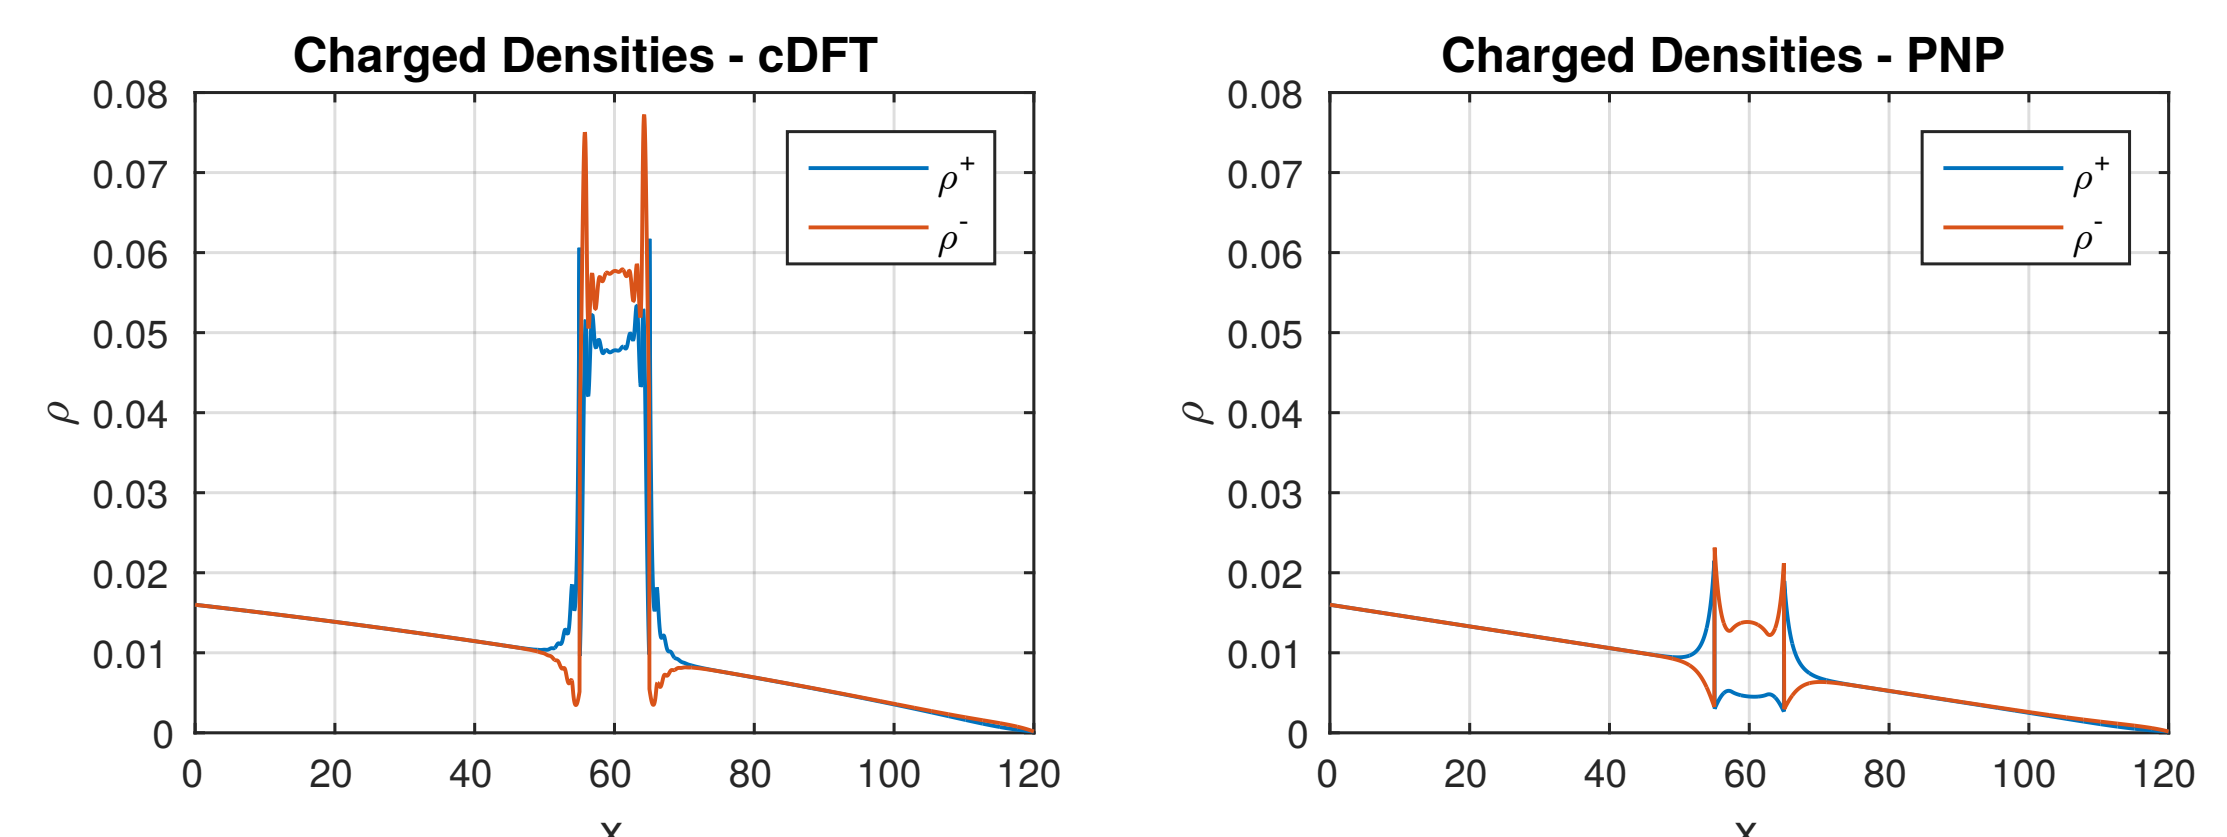 Charged Densities - cDFT
0.08
0.07
0.06
0.05
0.04
0.03
0.02
0.01
0
ρ
ρ+
ρ-
0 20 40 60 80 100 120
x
Charged Densities - PNP
0.08
0.07
0.06
0.05
0.04
0.03
0.02
0.01
0
ρ
ρ+
ρ-
0 20 40 60 80 100 120
x